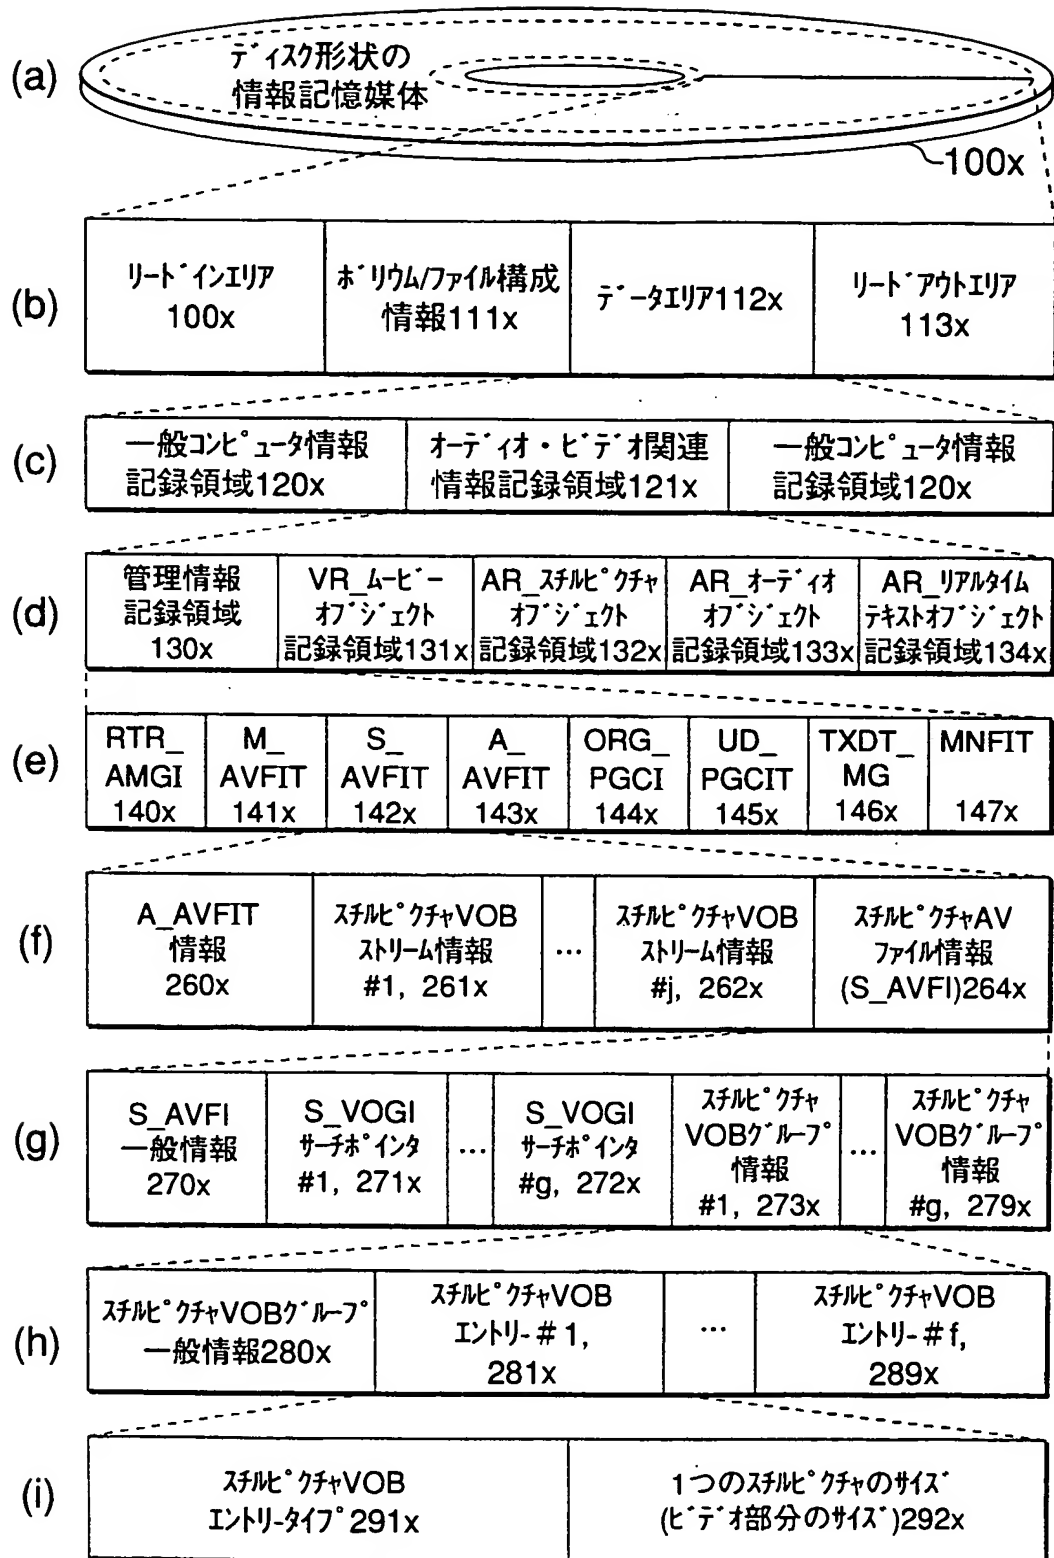 (a)
ディスク形状の
情報記憶媒体
100x
(b)
リードインエリア
100x
ボリウム/ファイル構成
情報111x
データエリア112x
リードアウトエリア
113x
(c)
一般コンピュータ情報
記録領域120x
オーディオ・ビデオ関連
情報記録領域121x
一般コンピュータ情報
記録領域120x
(d)
管理情報
記録領域
130x
VR_ムービー
オブジェクト
記録領域131x
AR_スチルピクチャ
オブジェクト
記録領域132x
AR_オーディオ
オブジェクト
記録領域133x
AR_リアルタイム
テキストオブジェクト
記録領域134x
(e)
RTR_
AMGI
140x
M_
AVFIT
141x
S_
AVFIT
142x
A_
AVFIT
143x
ORG_
PGCI
144x
UD_
PGCIT
145x
TXDT_
MG
146x
MNFIT
147x
(f)
A_AVFIT
情報
260x
スチルピクチャVOB
ストリーム情報
#1, 261x
…
スチルピクチャVOB
ストリーム情報
#j, 262x
スチルピクチャAV
ファイル情報
(S_AVFI)264x
(g)
S_AVFI
一般情報
270x
S_VOGI
サーチポインタ
#1, 271x
…
S_VOGI
サーチポインタ
#g, 272x
スチルピクチャ
VOBグループ
情報
#1, 273x
…
スチルピクチャ
VOBグループ
情報
#g, 279x
(h)
スチルピクチャVOBグループ
一般情報280x
スチルピクチャVOB
エントリー#1,
281x
…
スチルピクチャVOB
エントリー#f,
289x
(i)
スチルピクチャVOB
エントリータイプ291x
1つのスチルピクチャのサイズ
(ビデオ部分のサイズ)292x